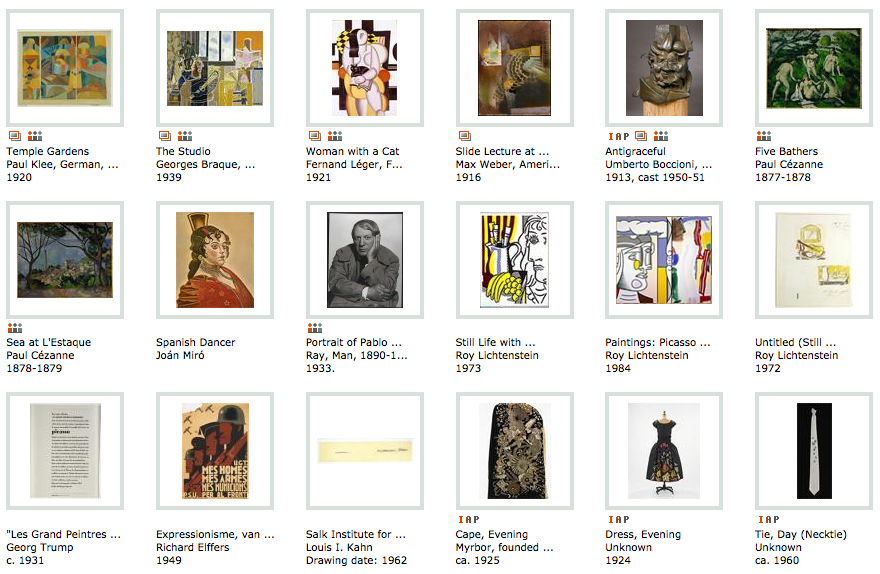 Temple Gardens
Paul Klee, German, ...
1920
The Studio
Georges Braque, ...
1939
Woman with a Cat
Fernand Léger, F...
1921
Slide Lecture at ...
Max Weber, Ameri...
1916
IAP
Antigraceful
Umberto Boccioni, ...
1913, cast 1950-51
Five Bathers
Paul Cézanne
1877-1878
Sea at L'Estaque
Paul Cézanne
1878-1879
Spanish Dancer
Joán Miró
Portrait of Pablo ...
Ray, Man, 1890-1...
1933.
Still Life with ...
Roy Lichtenstein
1973
Paintings: Picasso ...
Roy Lichtenstein
1984
Untitled (Still ...
Roy Lichtenstein
1972
picasso
"Les Grand Peintres ...
Georg Trump
c. 1931
UGT
MES HOMES
MES ARMES
MES MUNICIONS
P.S.U. PER AL FRONT
Expressionisme, van ...
Richard Elffers
1949
Salk Institute for ...
Louis I. Kahn
Drawing date: 1962
IAP
Cape, Evening
Myrbor, founded ...
ca. 1925
IAP
Dress, Evening
Unknown
1924
IAP
Tie, Day (Necktie)
Unknown
ca. 1960